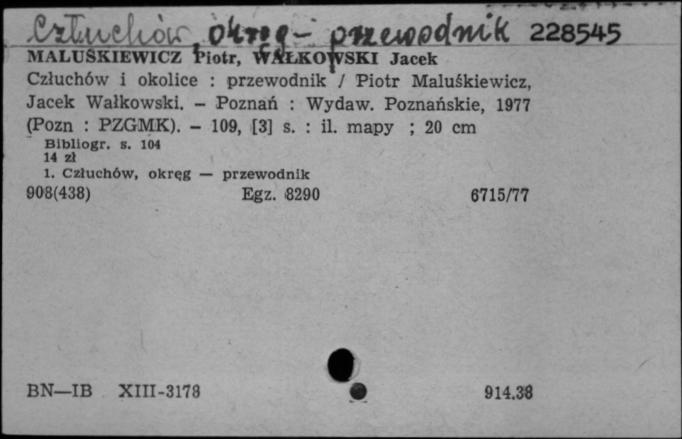 Człuchów, okręg - przewodnik 228545
MALUŚKIEWICZ Piotr, WAŁKOWSKI Jacek
Człuchów i okolice : przewodnik / Piotr Maluśkiewicz,
Jacek Wałkowski. — Poznań : Wydaw. Poznańskie, 1977
(Pozn : PZGMK). — 109, [3] s. : il. mapy ; 20 cm
Bibliogr. s. 104
14 zł
1. Człuchów, okręg — przewodnik
908(438) Egz. 8290 6715/77
BN—IB XIII-3178 914.38